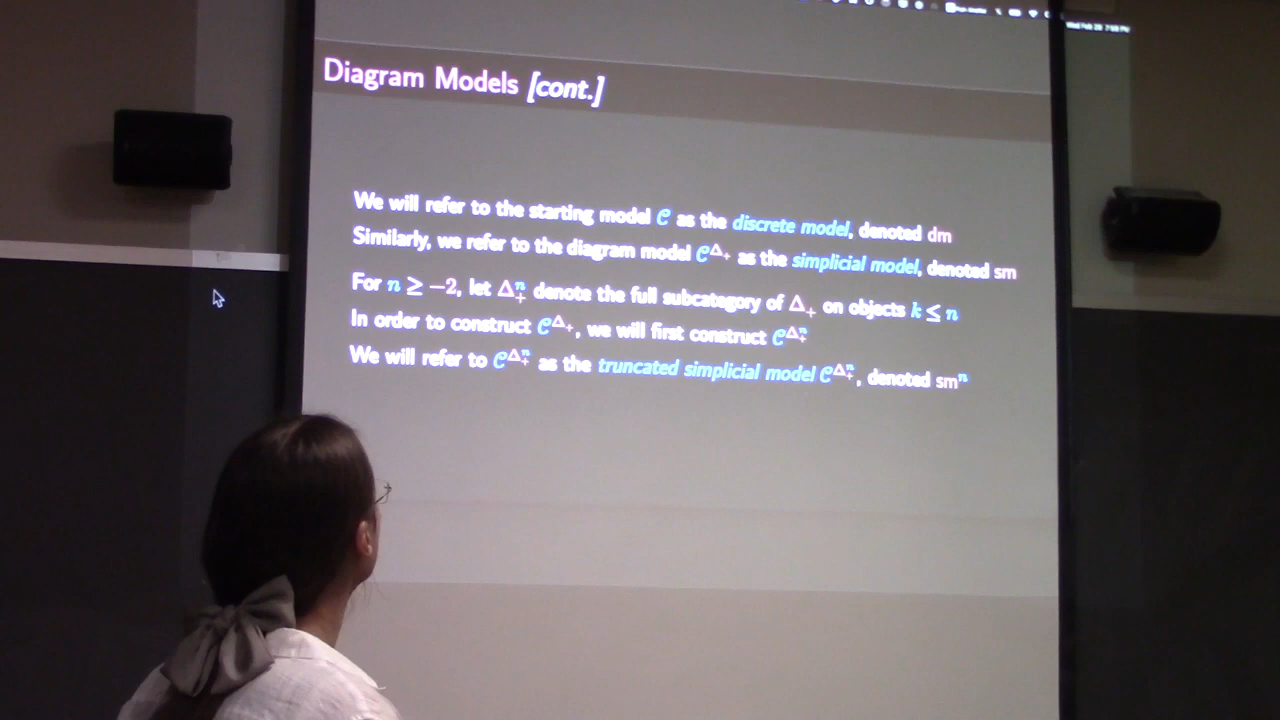 Diagram Models [cont.]
We will refer to the starting model 𝒞 as the discrete model, denoted dm
Similarly, we refer to the diagram model 𝒞^Δ₊ as the simplicial model, denoted sm
For n ≥ −2, let Δ₊ⁿ denote the full subcategory of Δ₊ on objects k ≤ n
In order to construct 𝒞^Δ₊, we will first construct 𝒞^Δ₊ⁿ
We will refer to 𝒞^Δ₊ⁿ as the truncated simplicial model 𝒞^Δ₊ⁿ, denoted smⁿ